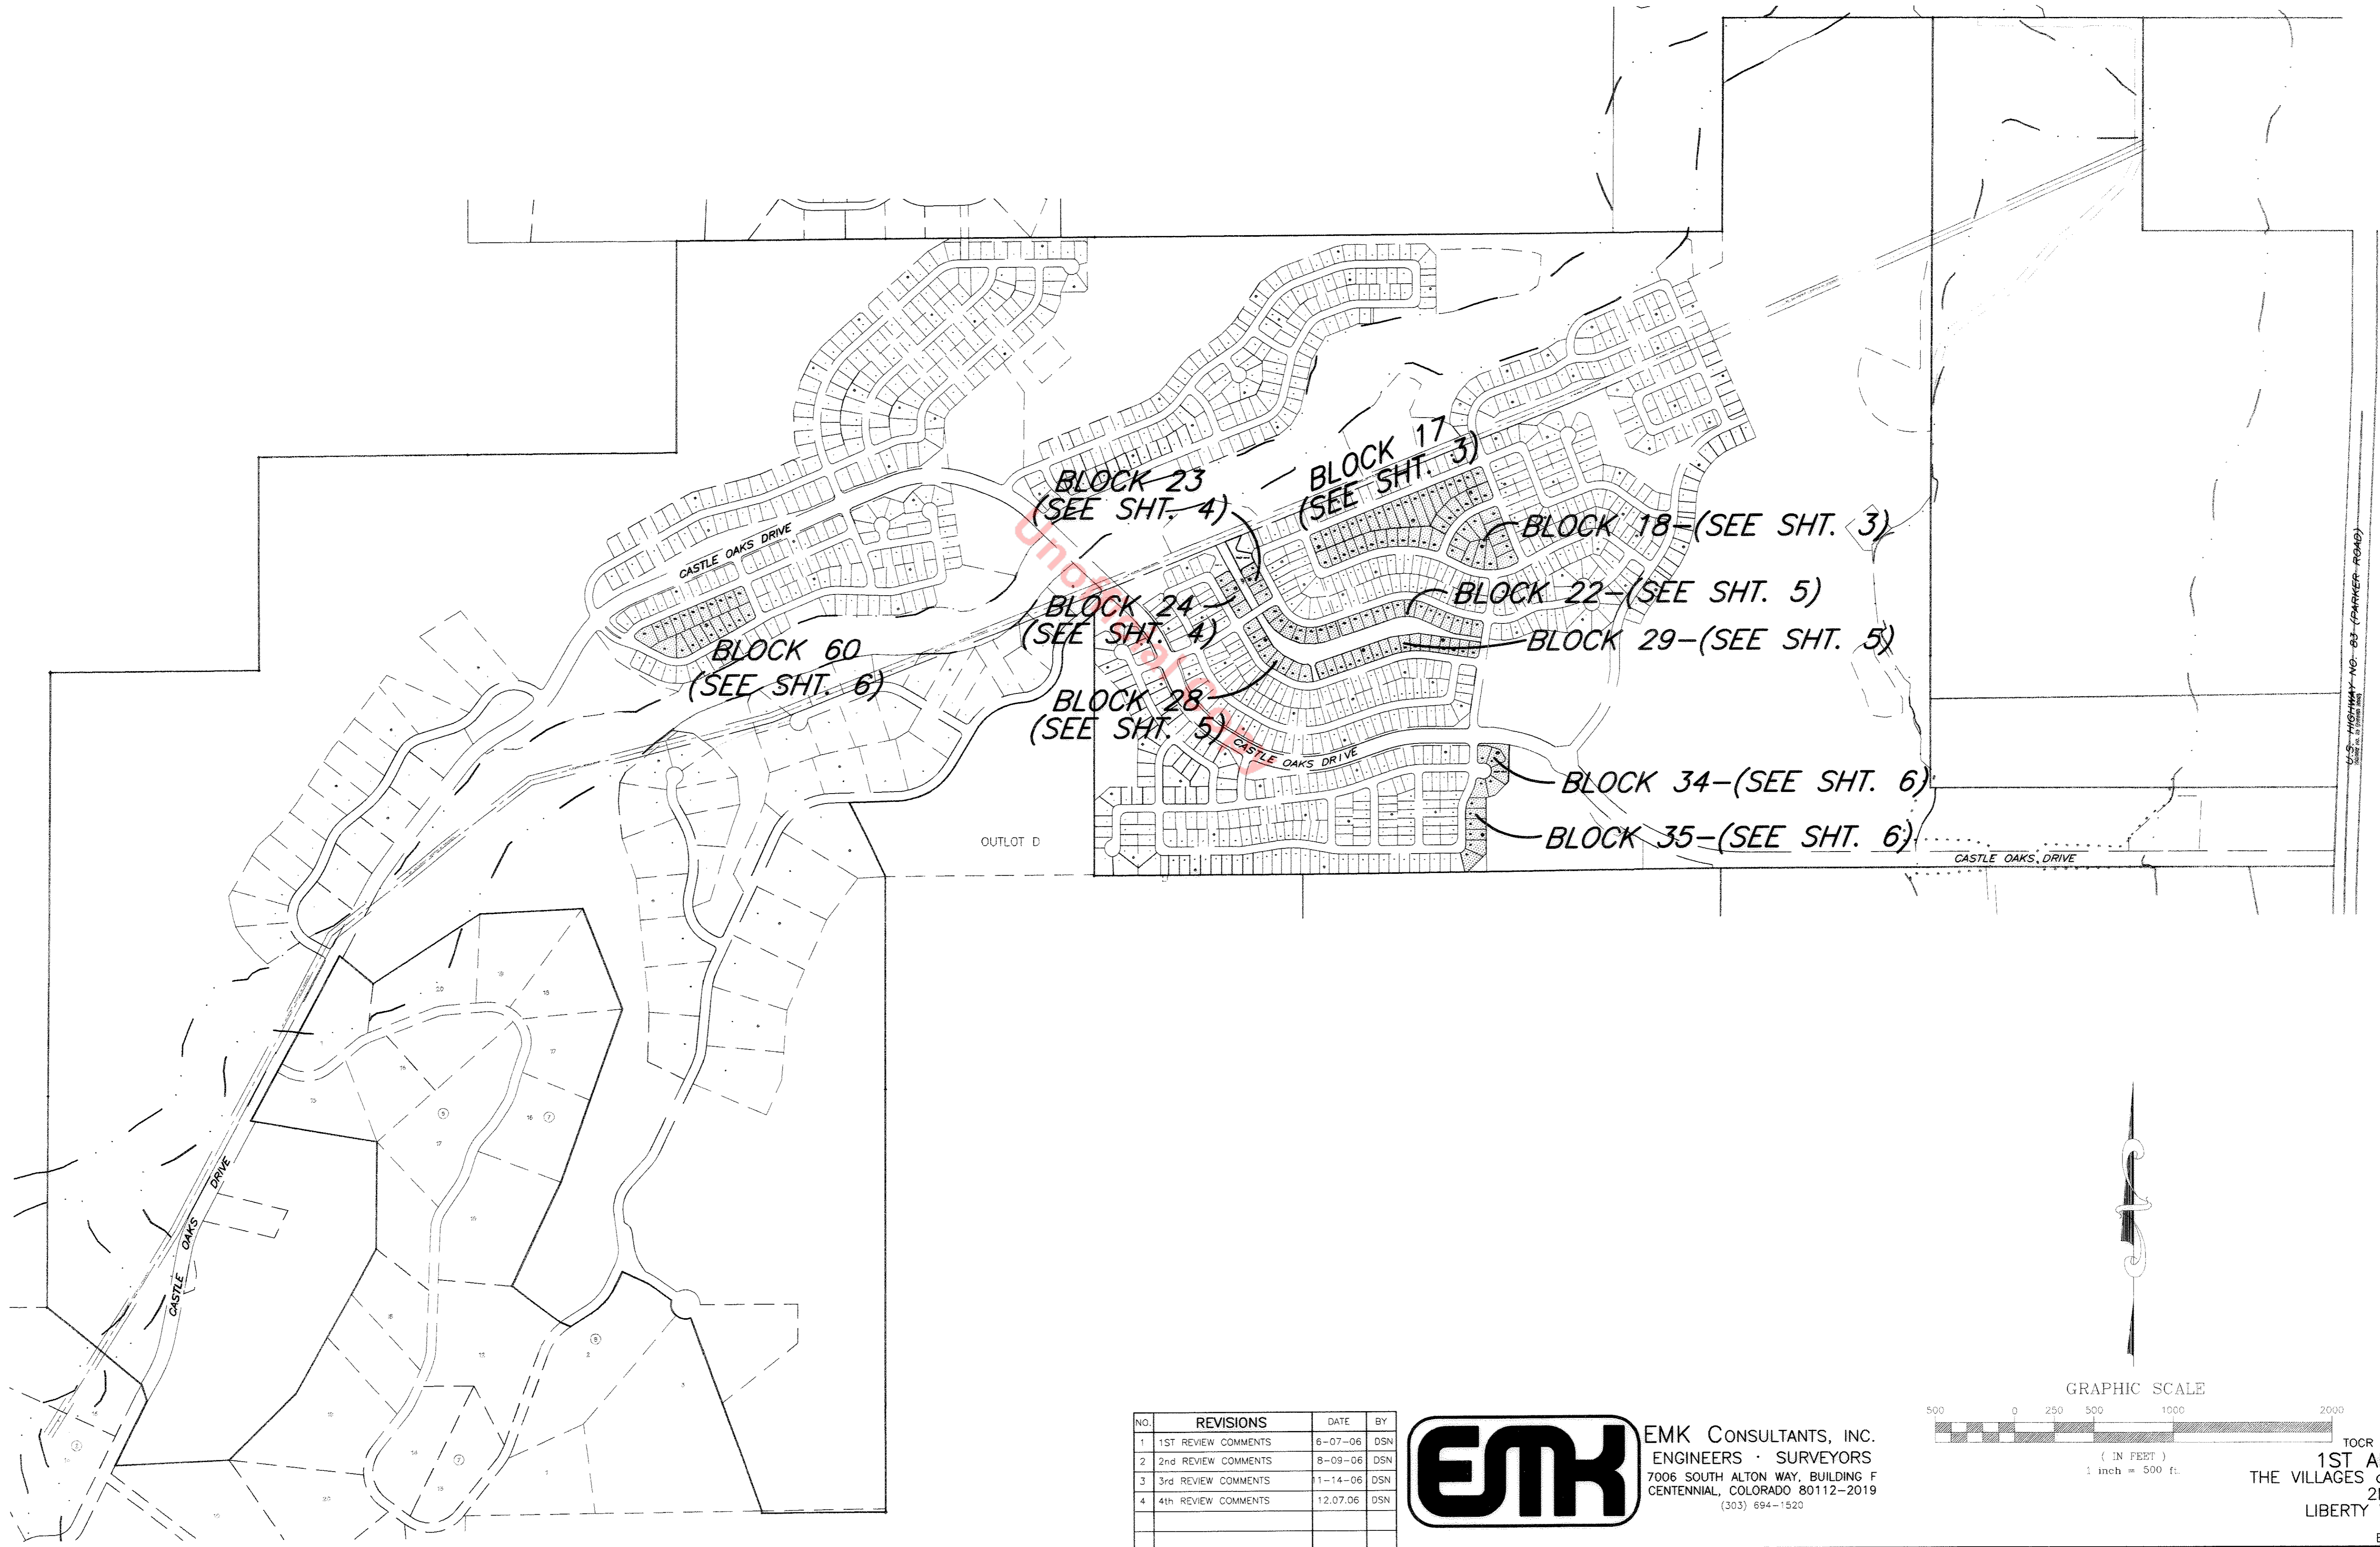 BLOCK 23
(SEE SHT. 4)
BLOCK 17
(SEE SHT. 3)
BLOCK 18-(SEE SHT. 3)
CASTLE OAKS DRIVE
BLOCK 24
(SEE SHT. 4)
BLOCK 22-(SEE SHT. 5)
BLOCK 29-(SEE SHT. 5)
BLOCK 60
(SEE SHT. 6)
BLOCK 28
(SEE SHT. 5)
Unofficial Copy
CASTLE OAKS DRIVE
BLOCK 34-(SEE SHT. 6)
BLOCK 35-(SEE SHT. 6)
OUTLOT D
CASTLE OAKS DRIVE
U.S. HIGHWAY NO. 83 (PARKER ROAD)
CASTLE OAKS DRIVE
GRAPHIC SCALE
500 0 250 500 1000 2000
( IN FEET )
1 inch = 500 ft.
NO. REVISIONS DATE BY
1 1ST REVIEW COMMENTS 6-07-06 DSN
2 2nd REVIEW COMMENTS 8-09-06 DSN
3 3rd REVIEW COMMENTS 11-14-06 DSN
4 4th REVIEW COMMENTS 12.07.06 DSN
EMK
EMK CONSULTANTS, INC.
ENGINEERS · SURVEYORS
7006 SOUTH ALTON WAY, BUILDING F
CENTENNIAL, COLORADO 80112-2019
(303) 694-1520
TOCR
1ST A
THE VILLAGES
LIBERTY